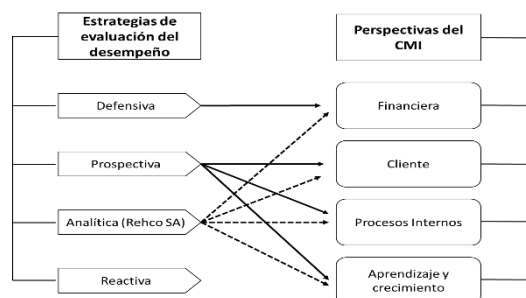 Estrategias de
evaluación del
desempeño
Perspectivas del
CMI
Defensiva
Financiera
Prospectiva
Cliente
Analítica (Rehco SA)
Procesos Internos
Reactiva
Aprendizaje y
crecimiento